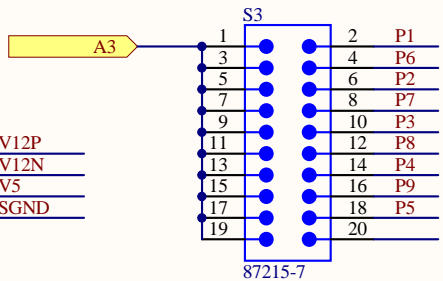 S3
A3
1 2 P1
3 4 P6
5 6 P2
7 8 P7
9 10 P3
V12P
11 12 P8
V12N
13 14 P4
V5
15 16 P9
SGND
17 18 P5
19 20
87215-7